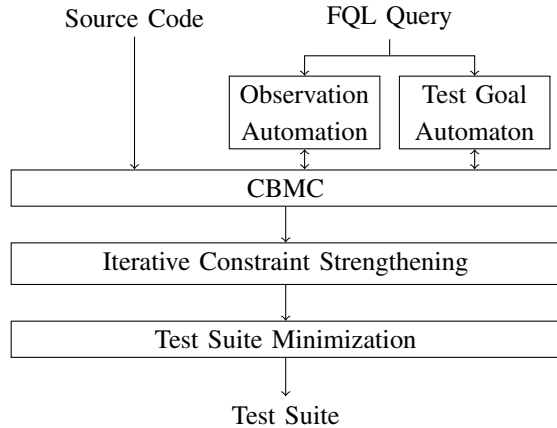 Source Code
FQL Query
Observation
Automation
Test Goal
Automaton
CBMC
Iterative Constraint Strengthening
Test Suite Minimization
Test Suite